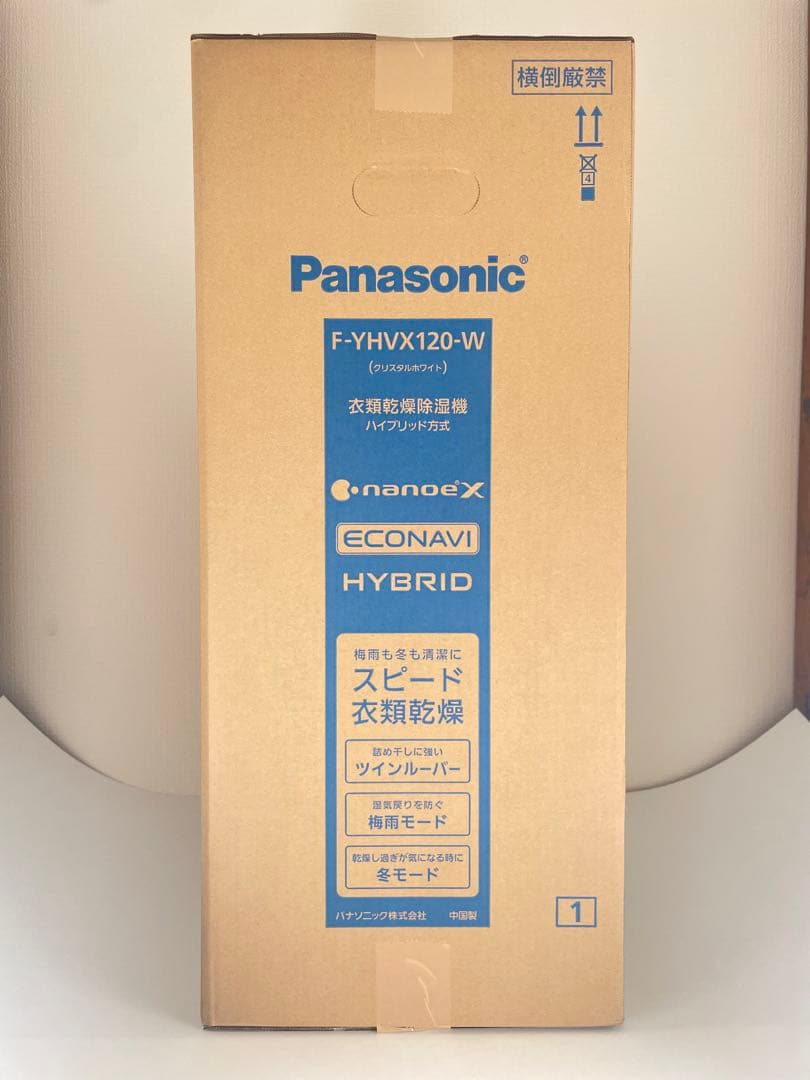 横倒厳禁
4
Panasonic®
F-YHVX120-W
(クリスタルホワイト)
衣類乾燥除湿機
ハイブリッド方式
nanoe™X
ECONAVI
HYBRID
梅雨も冬も清潔に
スピード
衣類乾燥
詰め干しに強い
ツインルーバー
湿気戻りを防ぐ
梅雨モード
乾燥し過ぎが気になる時に
冬モード
パナソニック株式会社 中国製
1